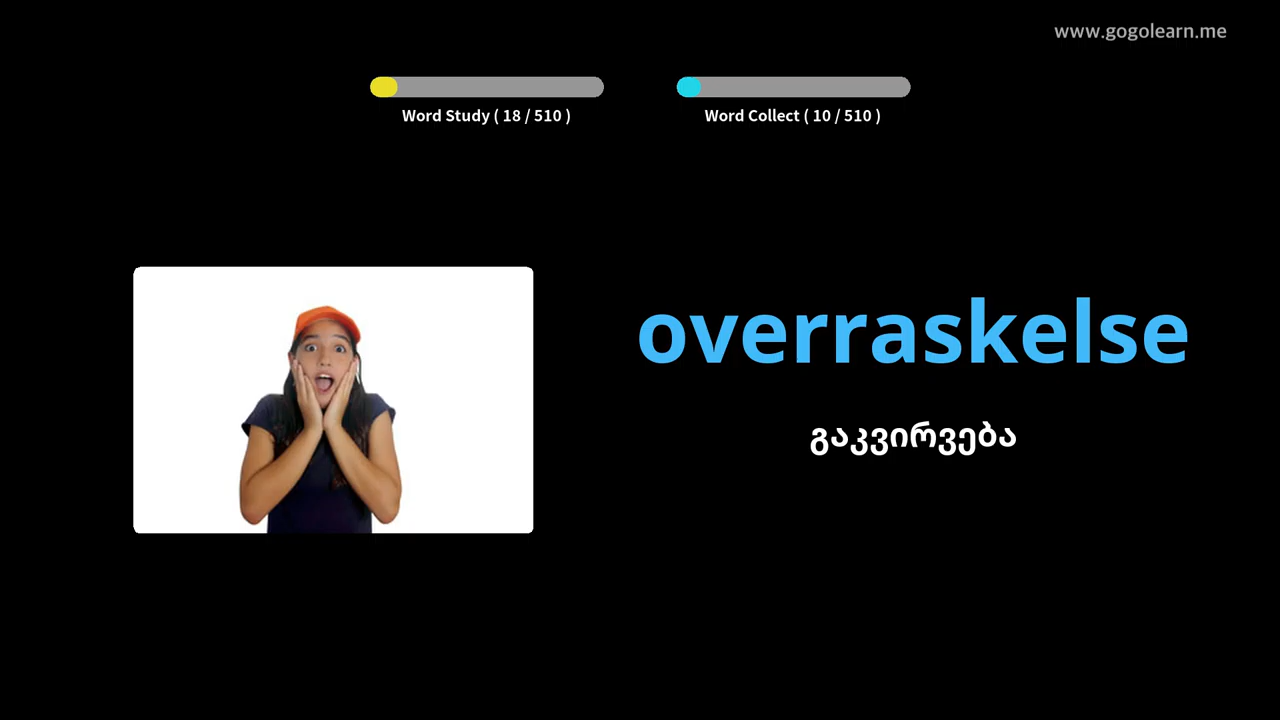 www.gogolearn.me
Word Study ( 18 / 510 )
Word Collect ( 10 / 510 )
overraskelse
გაკვირვება